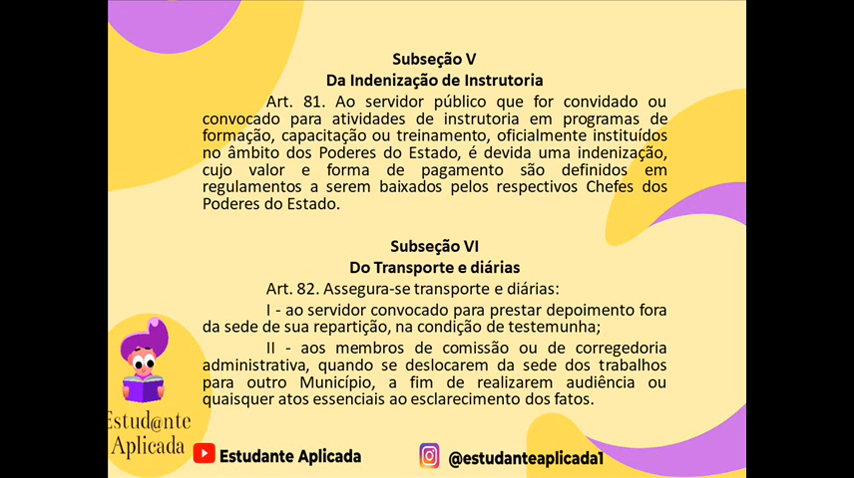 Subseção V
Da Indenização de Instrutoria
Art. 81. Ao servidor público que for convidado ou
convocado para atividades de instrutoria em programas de
formação, capacitação ou treinamento, oficialmente instituídos
no âmbito dos Poderes do Estado, é devida uma indenização,
cujo valor e forma de pagamento são definidos em
regulamentos a serem baixados pelos respectivos Chefes dos
Poderes do Estado.
Subseção VI
Do Transporte e diárias
Art. 82. Assegura-se transporte e diárias:
I - ao servidor convocado para prestar depoimento fora
da sede de sua repartição, na condição de testemunha;
II - aos membros de comissão ou de corregedoria
administrativa, quando se deslocarem da sede dos trabalhos
para outro Município, a fim de realizarem audiência ou
quaisquer atos essenciais ao esclarecimento dos fatos.
Estud@nte
Aplicada
Estudante Aplicada
@estudanteaplicada1